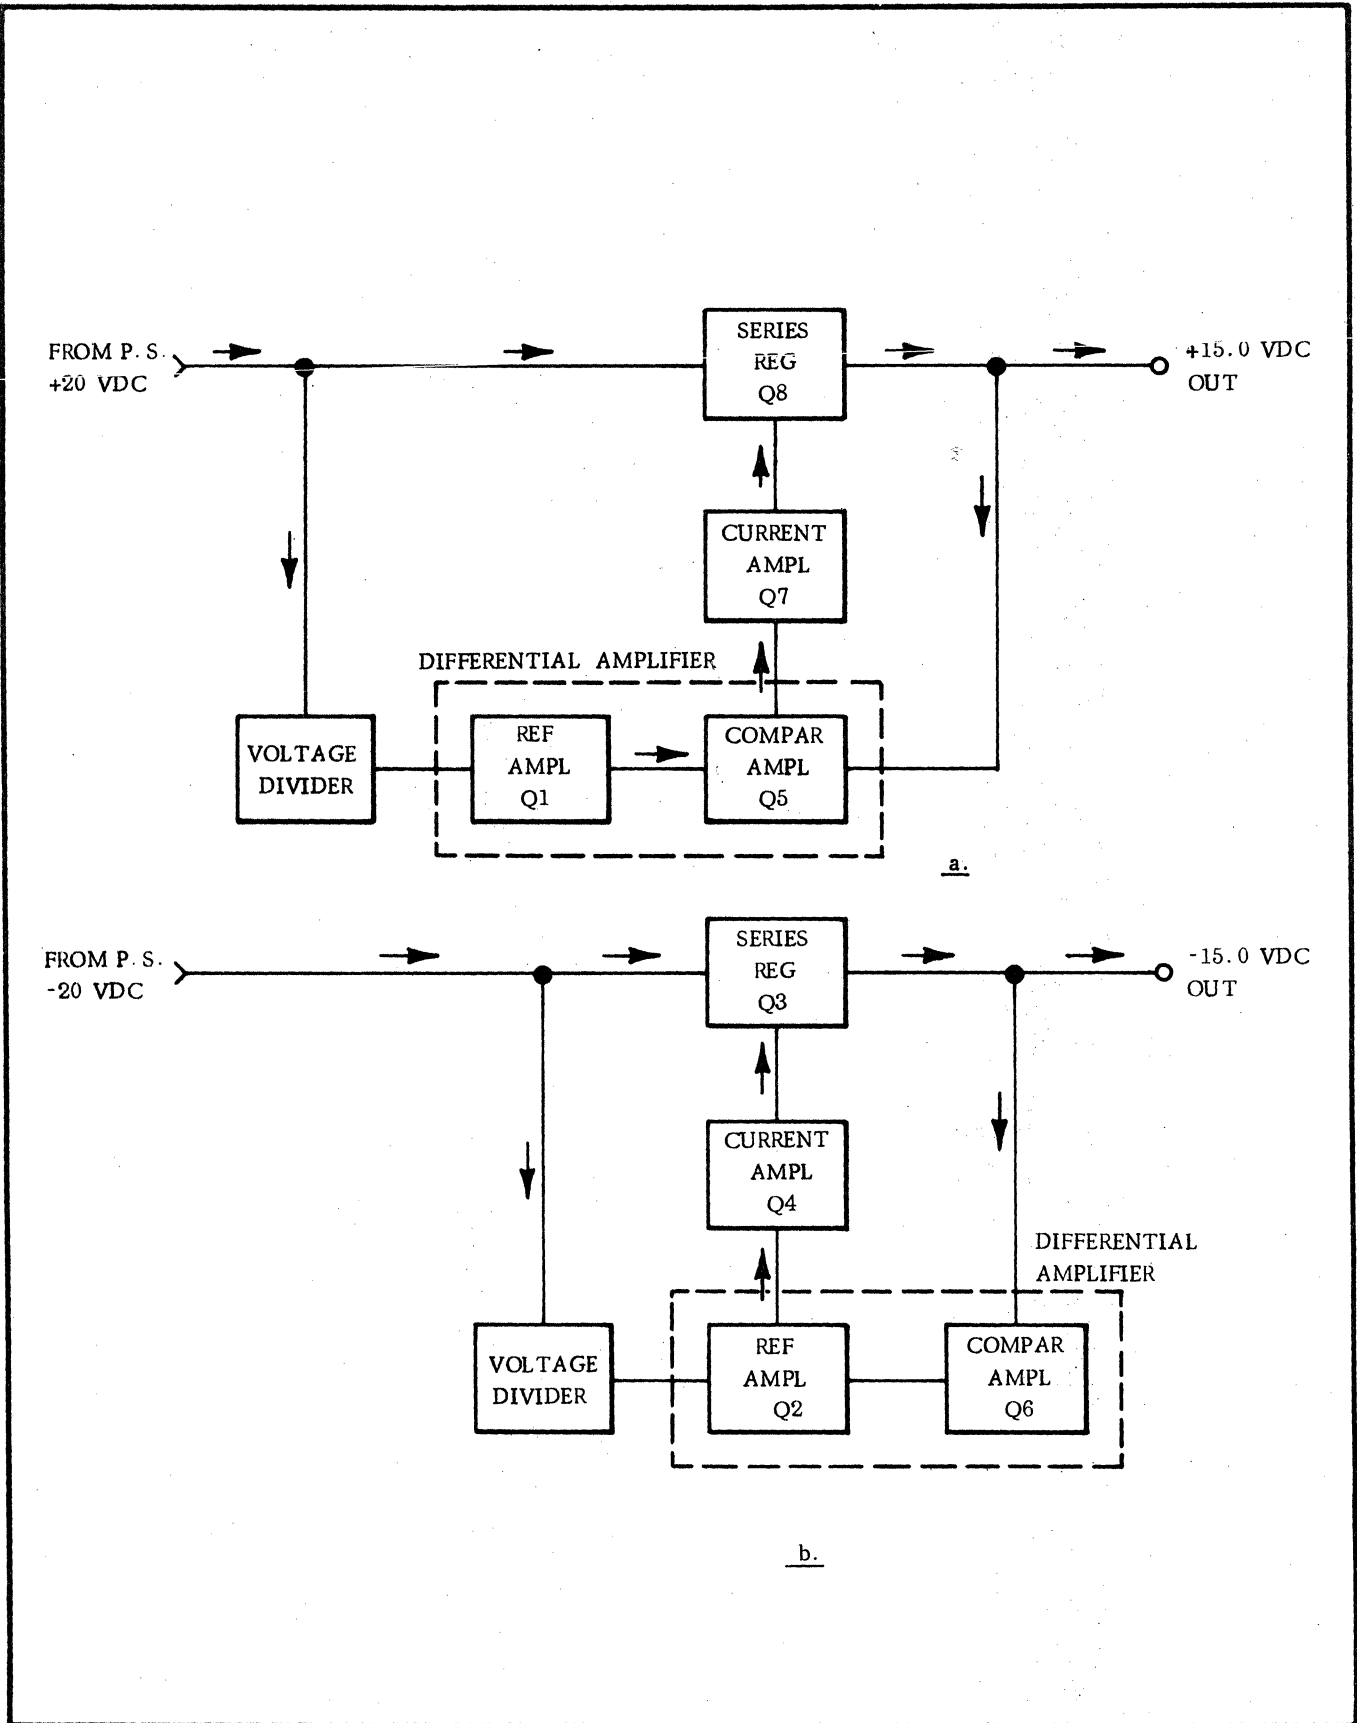 FROM P. S.
+20 VDC
SERIES
REG
Q8
+15.0 VDC
OUT
CURRENT
AMPL
Q7
DIFFERENTIAL AMPLIFIER
VOLTAGE
DIVIDER
REF
AMPL
Q1
COMPAR
AMPL
Q5
a.
FROM P. S.
-20 VDC
SERIES
REG
Q3
-15.0 VDC
OUT
CURRENT
AMPL
Q4
DIFFERENTIAL
AMPLIFIER
VOLTAGE
DIVIDER
REF
AMPL
Q2
COMPAR
AMPL
Q6
b.